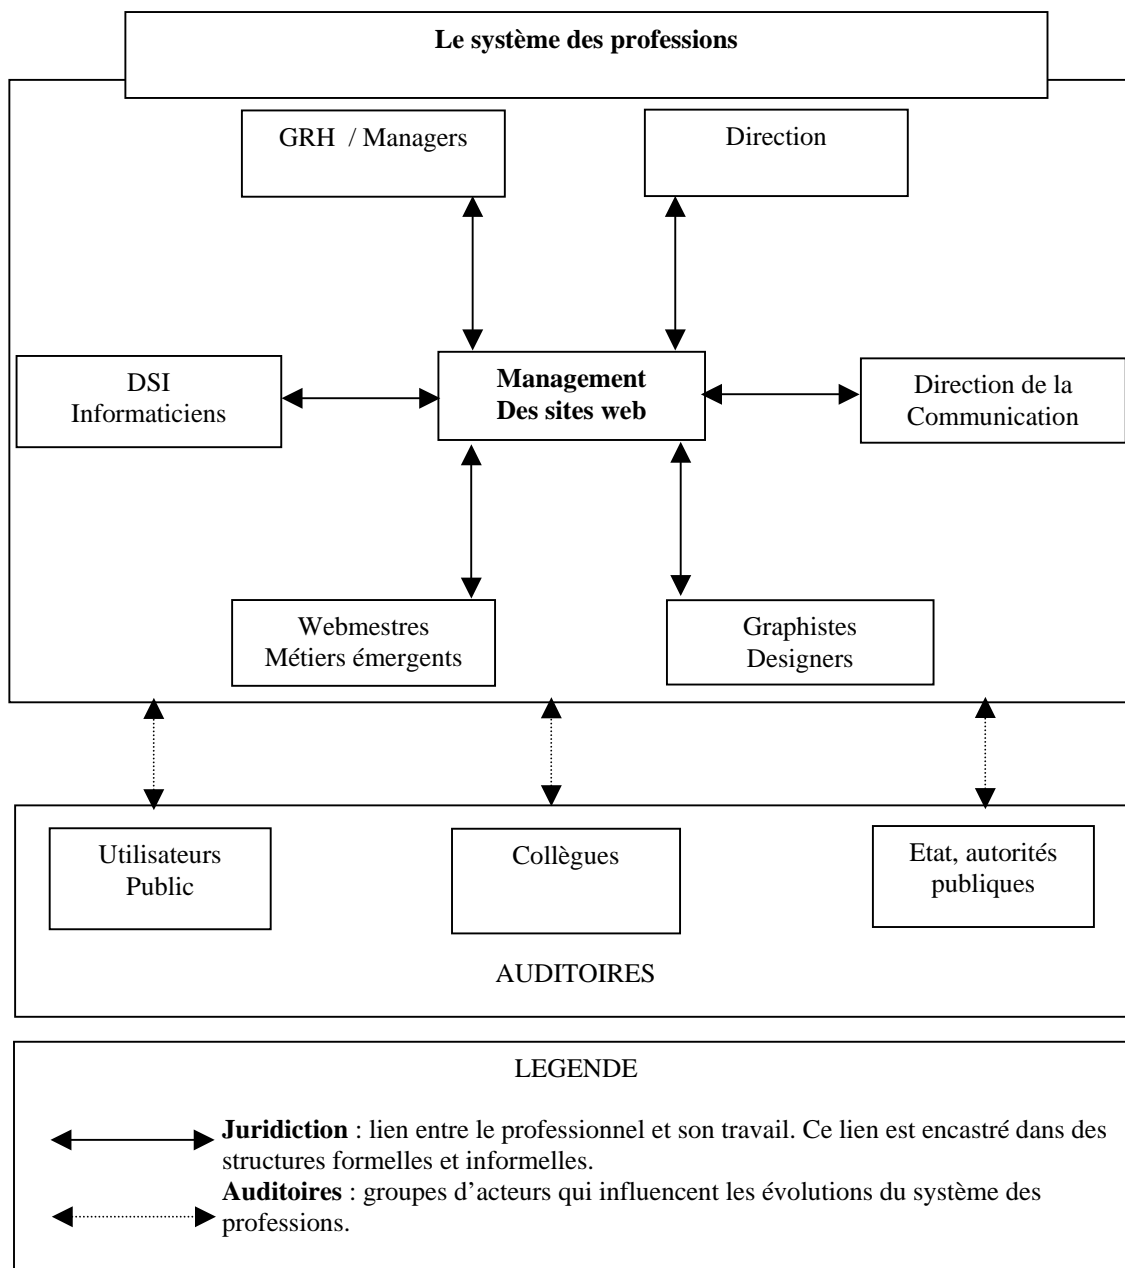 Le système des professions
GRH / Managers
Direction
DSI
Informaticiens
Management
Des sites web
Direction de la
Communication
Webmestres
Métiers émergents
Graphistes
Designers
Utilisateurs
Public
Collègues
Etat, autorités
publiques
AUDITOIRES
LEGENDE
Juridiction : lien entre le professionnel et son travail. Ce lien est encastré dans des
structures formelles et informelles.
Auditoires : groupes d’acteurs qui influencent les évolutions du système des
professions.